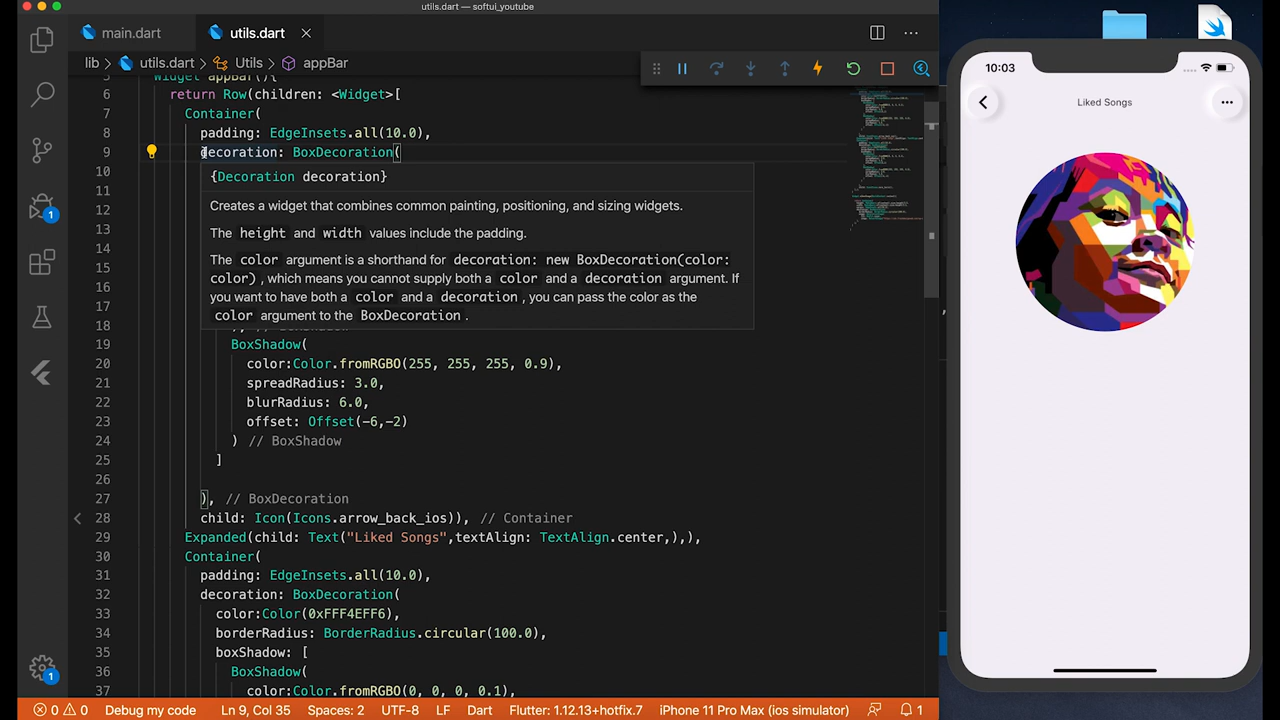 utils.dart — softui_youtube
main.dart
utils.dart
lib > utils.dart > Utils > appBar
Widget appBar(){
6 return Row(children: <Widget>[
7 Container(
8 padding: EdgeInsets.all(10.0),
9 decoration: BoxDecoration(
10
{Decoration decoration}
11
Creates a widget that combines common painting, positioning, and sizing widgets.
12
The height and width values include the padding.
13
14
The color argument is a shorthand for decoration: new BoxDecoration(color:
15
color), which means you cannot supply both a color and a decoration argument. If
16
you want to have both a color and a decoration, you can pass the color as the
17
color argument to the BoxDecoration.
18
19 BoxShadow(
20 color:Color.fromRGBO(255, 255, 255, 0.9),
21 spreadRadius: 3.0,
22 blurRadius: 6.0,
23 offset: Offset(-6,-2)
24 ) // BoxShadow
25 ]
26
27 ), // BoxDecoration
28 child: Icon(Icons.arrow_back_ios)), // Container
29 Expanded(child: Text("Liked Songs",textAlign: TextAlign.center,),),
30 Container(
31 padding: EdgeInsets.all(10.0),
32 decoration: BoxDecoration(
33 color:Color(0xFFF4EFF6),
34 borderRadius: BorderRadius.circular(100.0),
35 boxShadow: [
36 BoxShadow(
37 color:Color.fromRGBO(0, 0, 0, 0.1),
1
1
0 0 Debug my code Ln 9, Col 35 Spaces: 2 UTF-8 LF Dart Flutter: 1.12.13+hotfix.7 iPhone 11 Pro Max (ios simulator) 1
10:03
Liked Songs